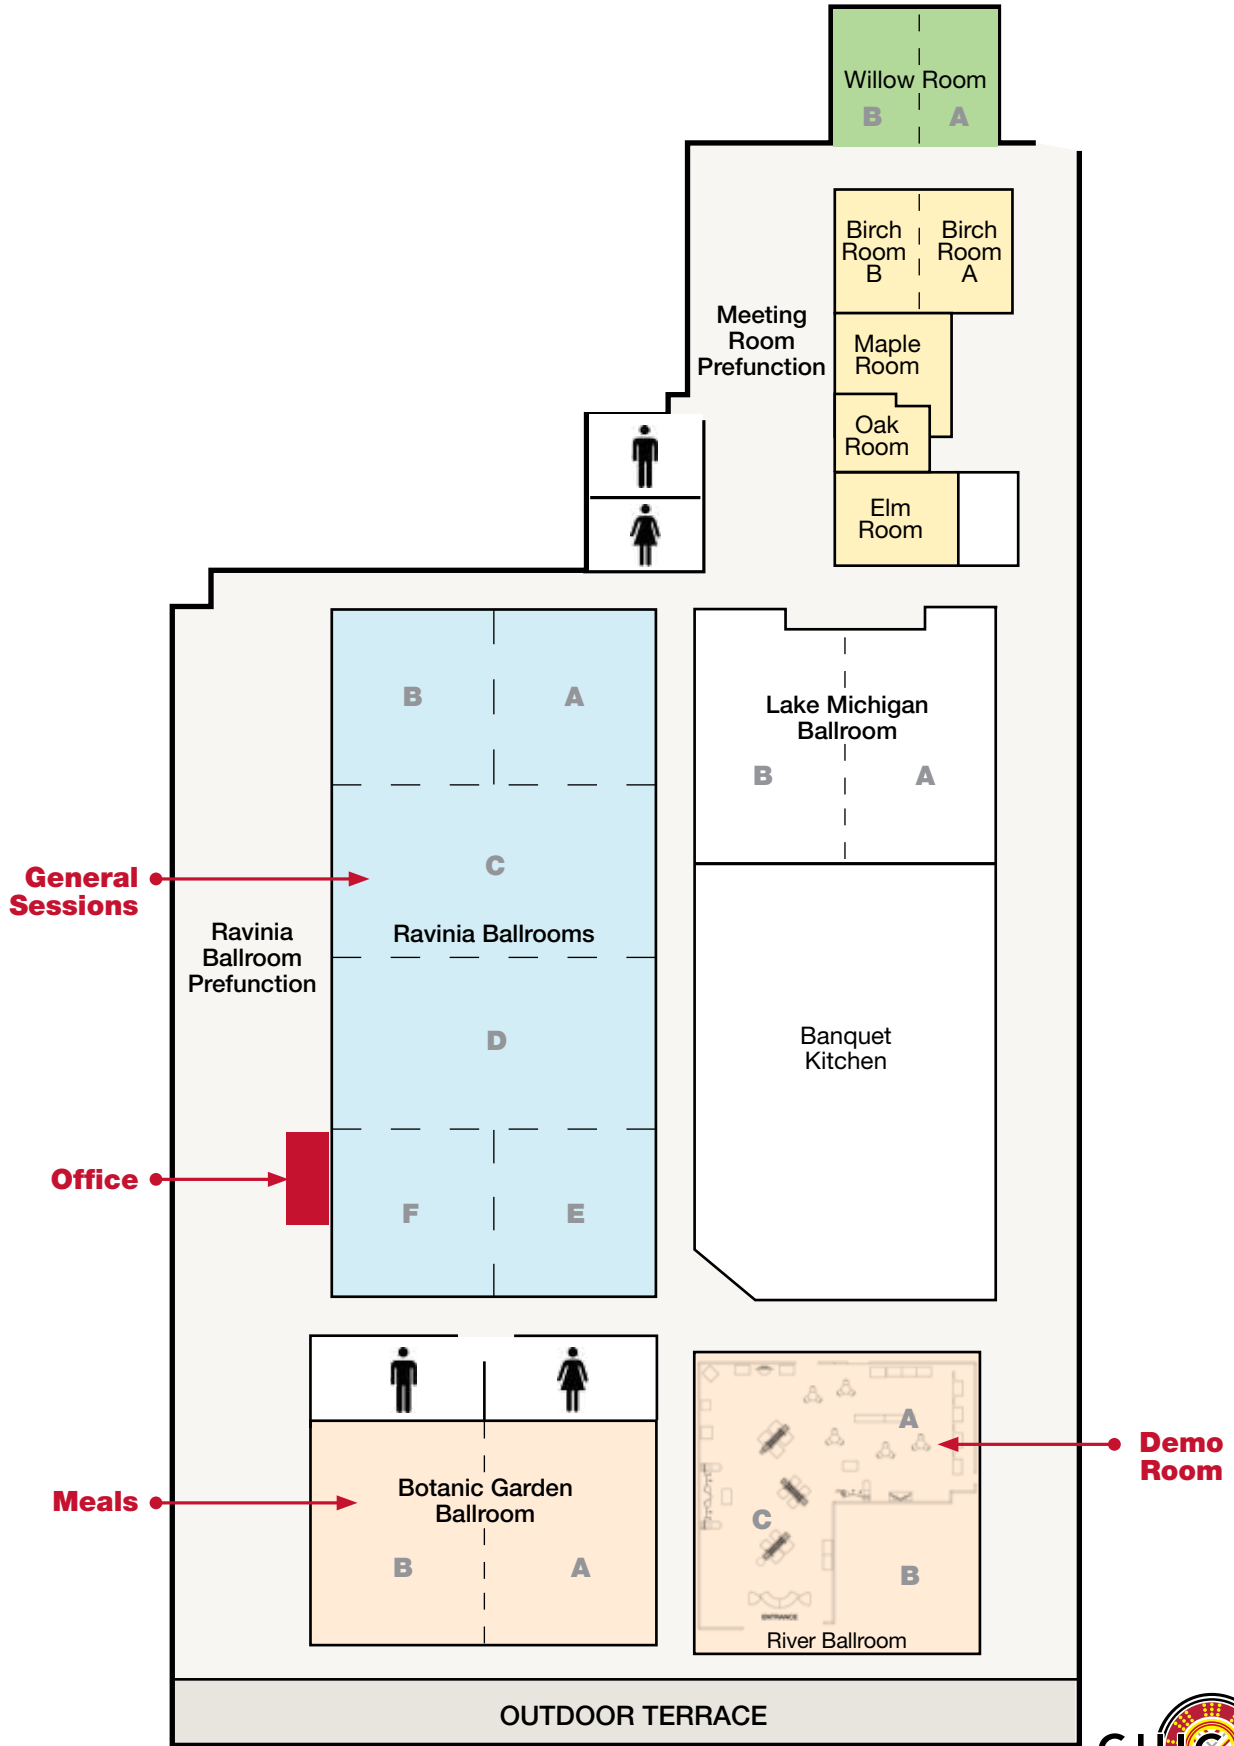 Willow Room
B
A
Birch
Room
B
Birch
Room
A
Meeting
Room
Prefunction
Maple
Room
Oak
Room
Elm
Room
B
A
Lake Michigan
Ballroom
B
A
General
Sessions
C
Ravinia
Ballroom
Prefunction
Ravinia Ballrooms
D
Banquet
Kitchen
Office
F
E
A
Demo
Room
Meals
Botanic Garden
Ballroom
B
A
C
B
ENTRANCE
River Ballroom
OUTDOOR TERRACE